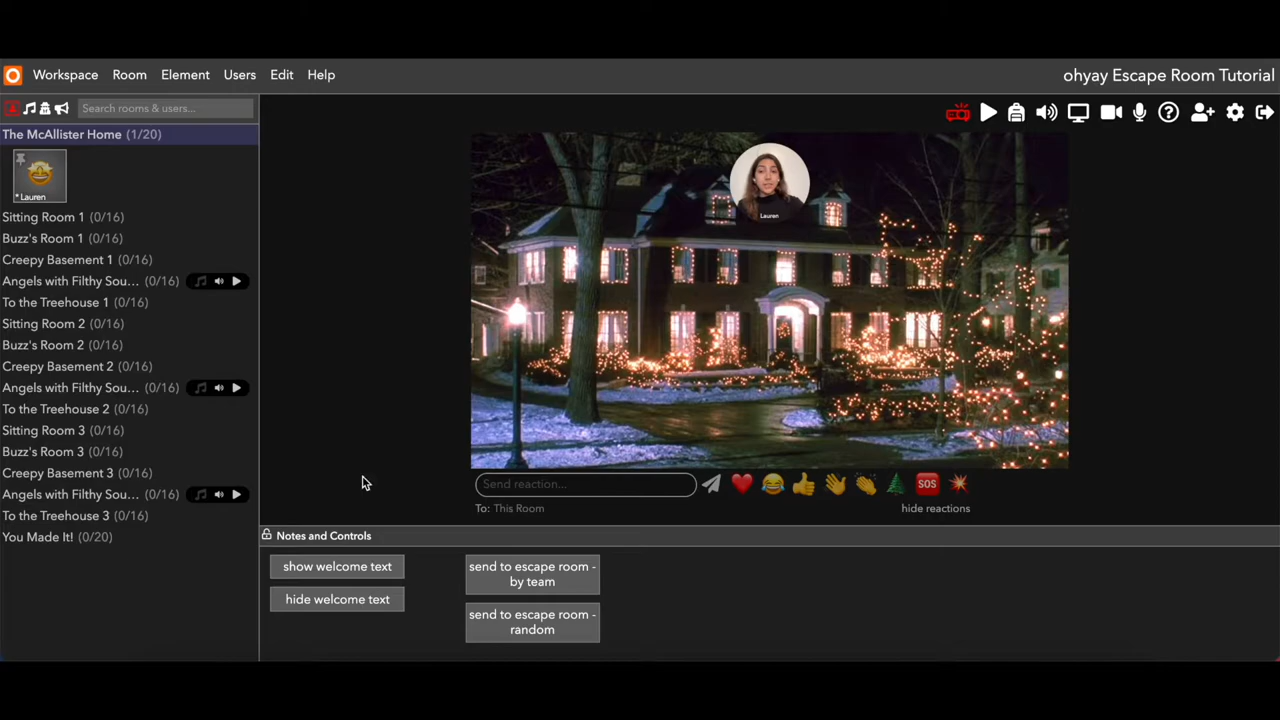 Workspace Room Element Users Edit Help
ohyay Escape Room Tutorial
Search rooms & users...
The McAllister Home (1/20)
* Lauren
Sitting Room 1 (0/16)
Buzz's Room 1 (0/16)
Creepy Basement 1 (0/16)
Angels with Filthy Sou... (0/16)
To the Treehouse 1 (0/16)
Sitting Room 2 (0/16)
Buzz's Room 2 (0/16)
Creepy Basement 2 (0/16)
Angels with Filthy Sou... (0/16)
To the Treehouse 2 (0/16)
Sitting Room 3 (0/16)
Buzz's Room 3 (0/16)
Creepy Basement 3 (0/16)
Angels with Filthy Sou... (0/16)
To the Treehouse 3 (0/16)
You Made It! (0/20)
Lauren
Send reaction...
SOS
To: This Room
hide reactions
Notes and Controls
show welcome text
hide welcome text
send to escape room -
by team
send to escape room -
random